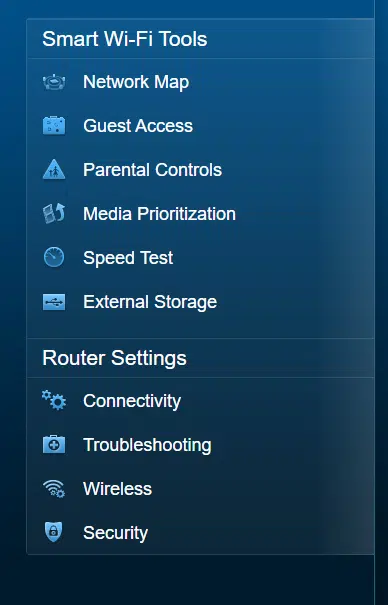 Smart Wi-Fi Tools
Network Map
Guest Access
Parental Controls
Media Prioritization
Speed Test
External Storage
Router Settings
Connectivity
Troubleshooting
Wireless
Security